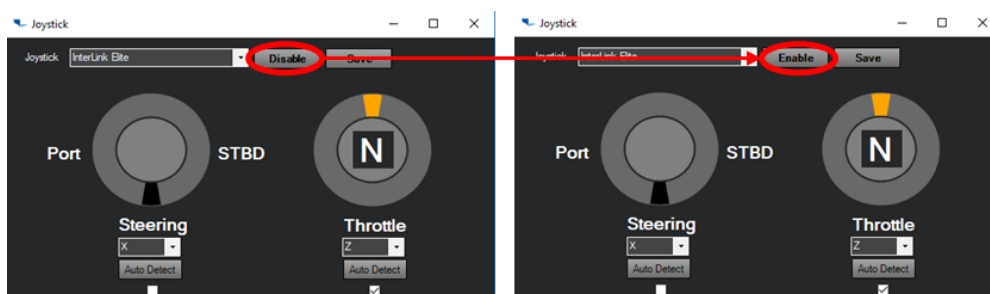 Joystick
Joystick InterLink Elite Disable Save
Port STBD N
Steering Throttle
X Z
Auto Detect Auto Detect
Joystick
Joystick InterLink Elite Enable Save
Port STBD N
Steering Throttle
X Z
Auto Detect Auto Detect